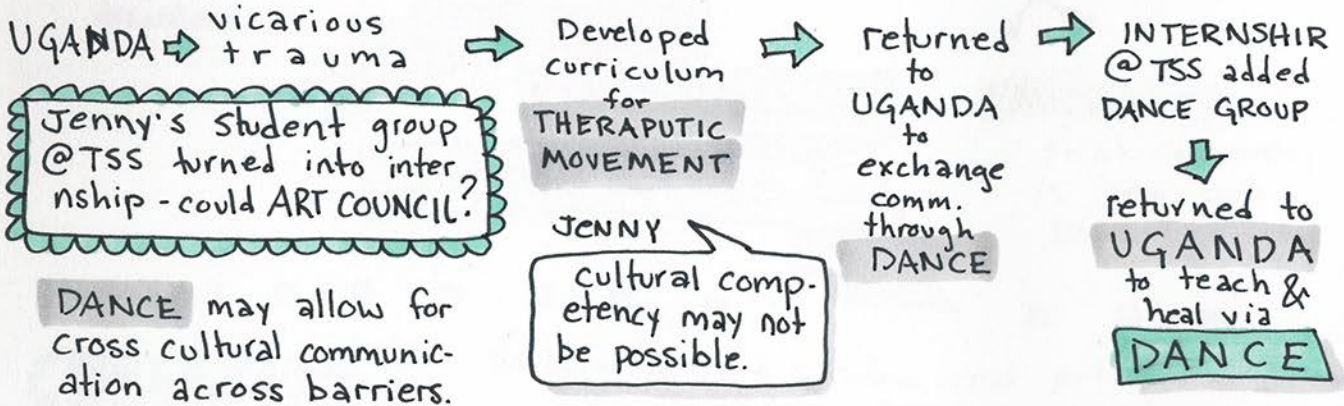 UGANDA ⇨ vicarious
trauma
Jenny's student group
@TSS turned into inter
nship - could ART COUNCIL?
DANCE may allow for
cross cultural communic-
ation across barriers.
⇨ Developed
curriculum
for
THERAPUTIC
MOVEMENT
JENNY
cultural comp-
etency may not
be possible.
⇨ returned
to
UGANDA
to
exchange
comm.
through
DANCE
⇨ INTERNSHIP
@ TSS added
DANCE GROUP
⇩
returned to
UGANDA
to teach &
heal via
DANCE